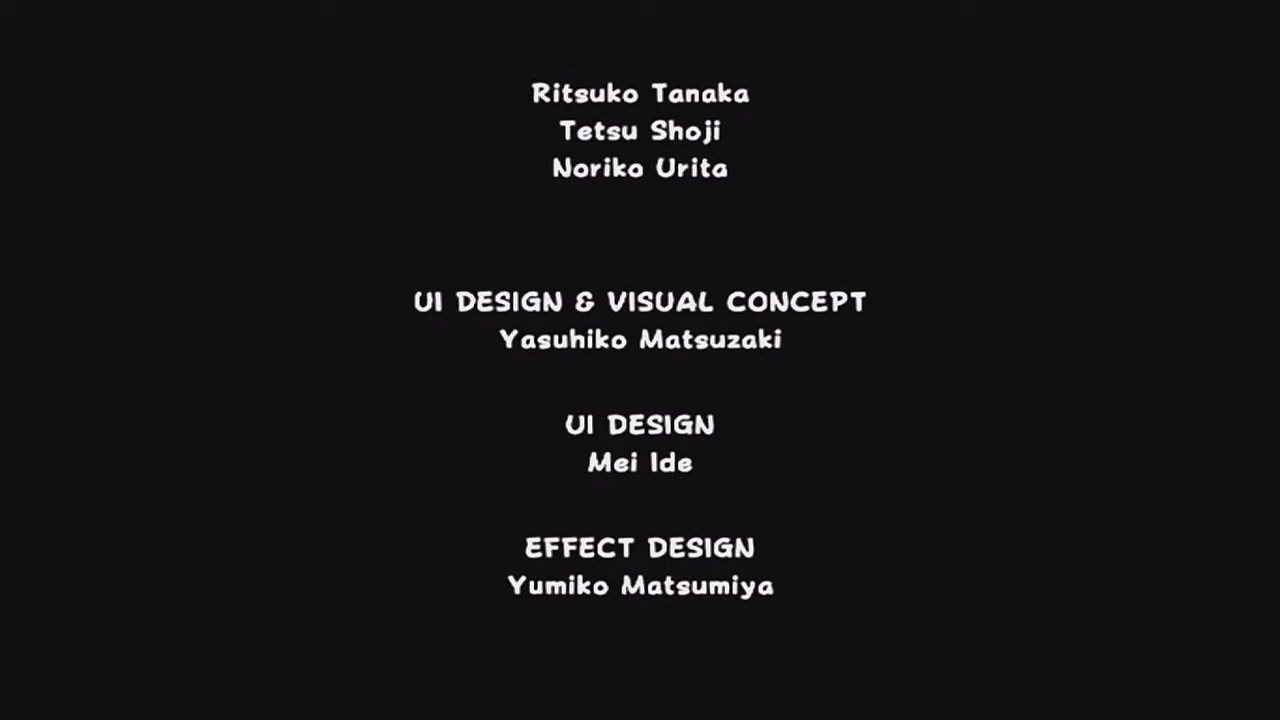 Ritsuko Tanaka
Tetsu Shoji
Noriko Urita
UI DESIGN & VISUAL CONCEPT
Yasuhiko Matsuzaki
UI DESIGN
Mei Ide
EFFECT DESIGN
Yumiko Matsumiya